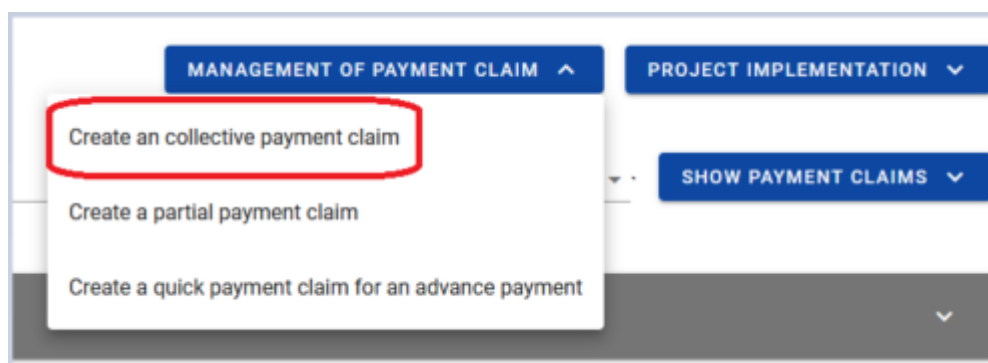 MANAGEMENT OF PAYMENT CLAIM
PROJECT IMPLEMENTATION
Create an collective payment claim
SHOW PAYMENT CLAIMS
Create a partial payment claim
Create a quick payment claim for an advance payment